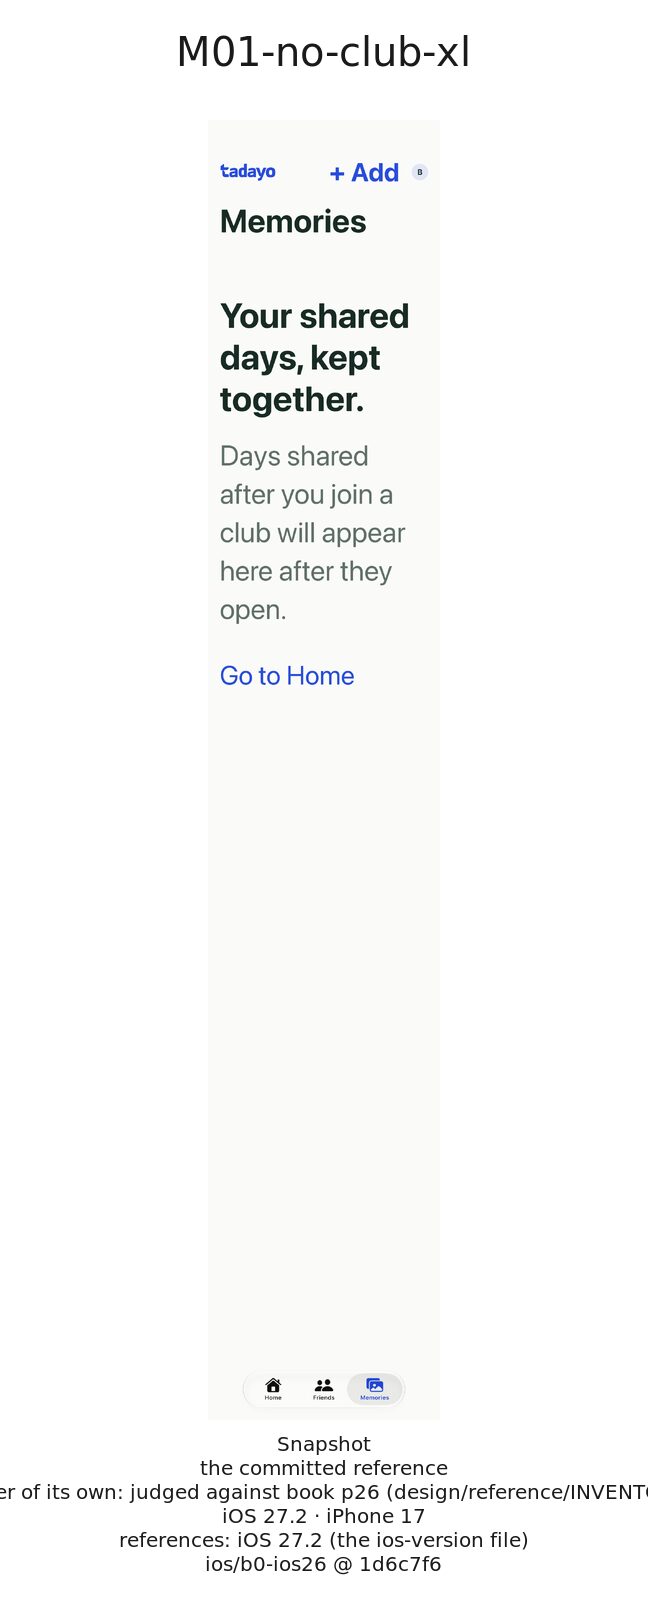 M01-no-club-xl
tadayo
+ Add
B
Memories
Your shared
days, kept
together.
Days shared
after you join a
club will appear
here after they
open.
Go to Home
Home
Friends
Memories
Snapshot
the committed reference
er of its own: judged against book p26 (design/reference/INVENT
iOS 27.2 · iPhone 17
references: iOS 27.2 (the ios-version file)
ios/b0-ios26 @ 1d6c7f6